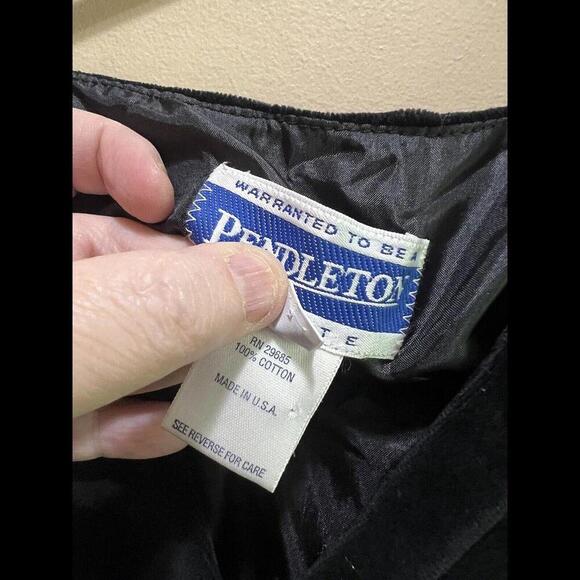 WARRANTED TO BE A
PENDLETON
T E
RN 29685
100% COTTON
MADE IN U.S.A.
SEE REVERSE FOR CARE